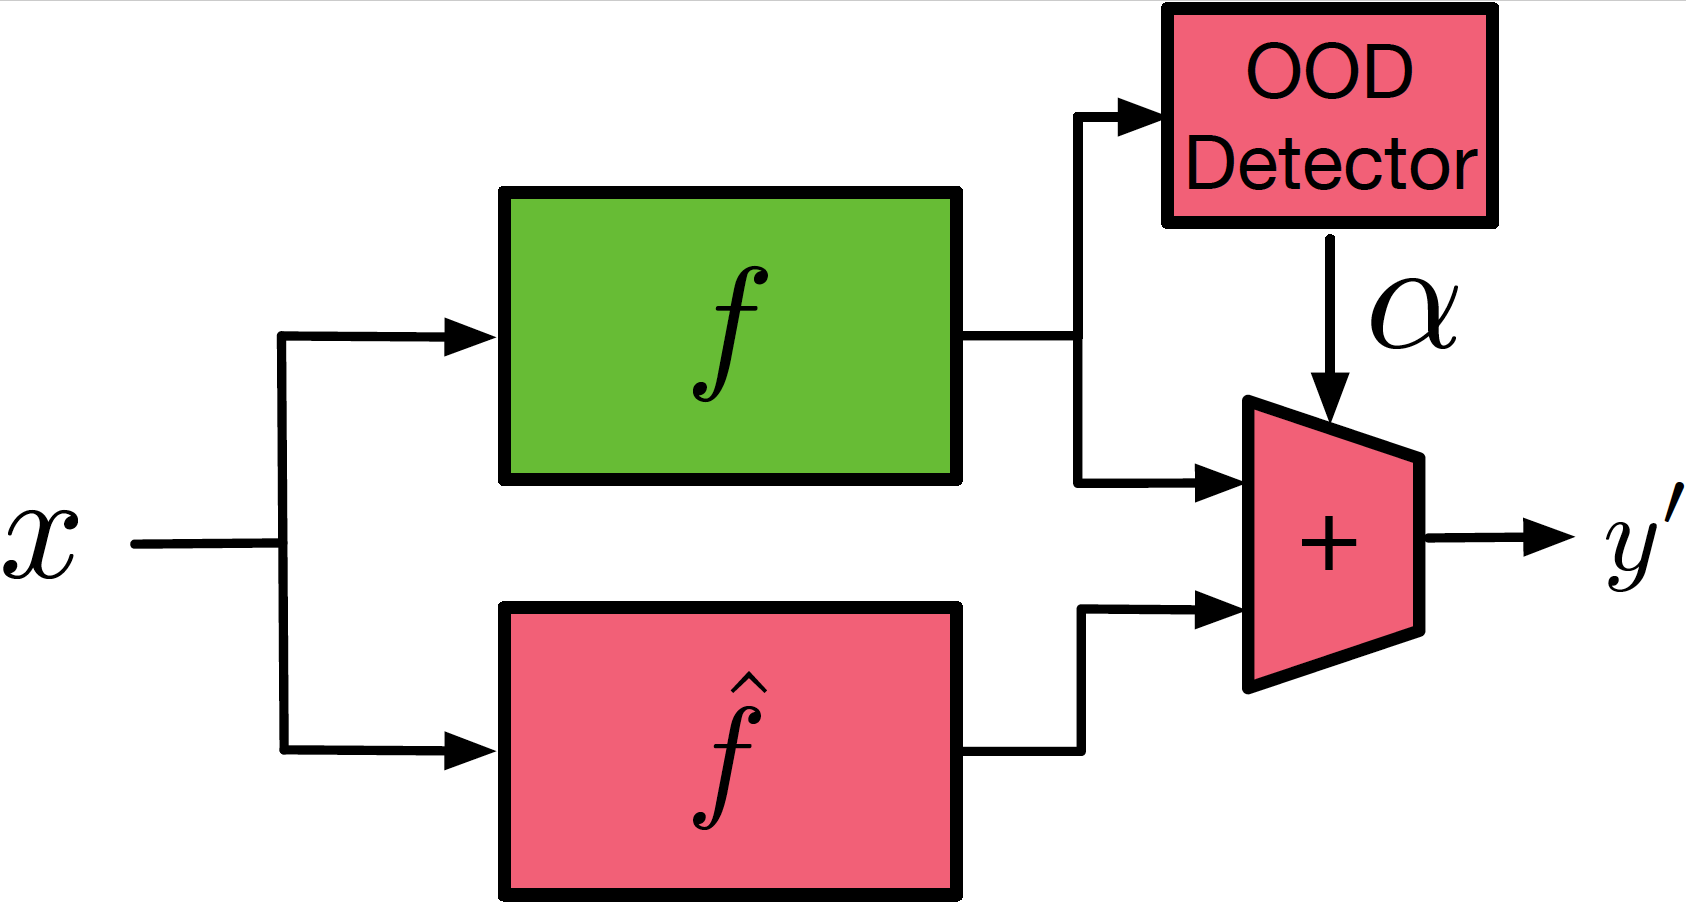 OOD
Detector
f
α
x
+
y′
f̂